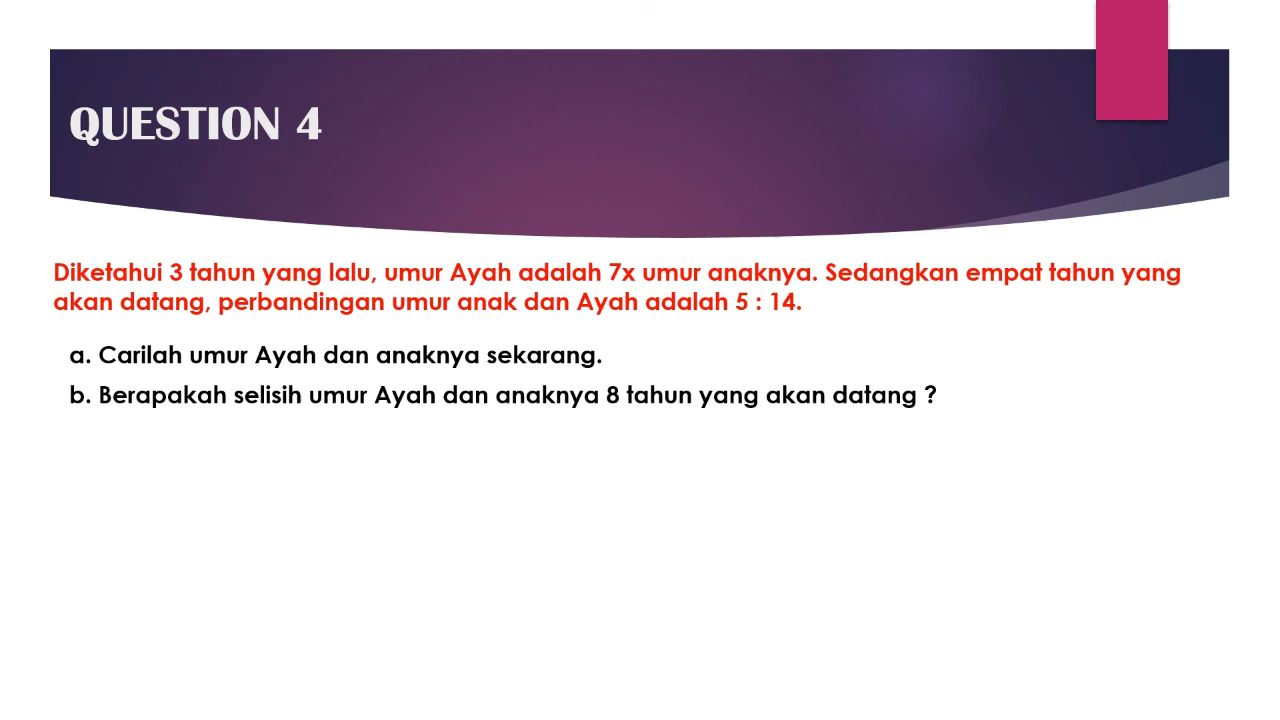 QUESTION 4
Diketahui 3 tahun yang lalu, umur Ayah adalah 7x umur anaknya. Sedangkan empat tahun yang
akan datang, perbandingan umur anak dan Ayah adalah 5 : 14.
a. Carilah umur Ayah dan anaknya sekarang.
b. Berapakah selisih umur Ayah dan anaknya 8 tahun yang akan datang ?